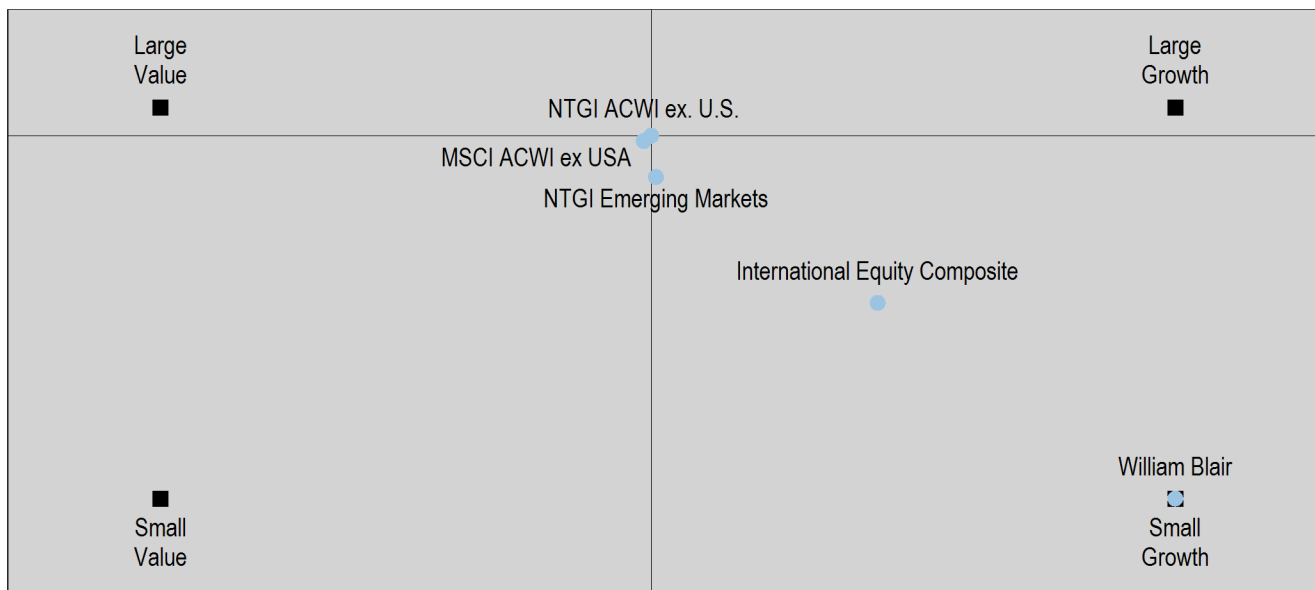 Large
Value
Large
Growth
NTGI ACWI ex. U.S.
MSCI ACWI ex USA
NTGI Emerging Markets
International Equity Composite
William Blair
Small
Value
Small
Growth